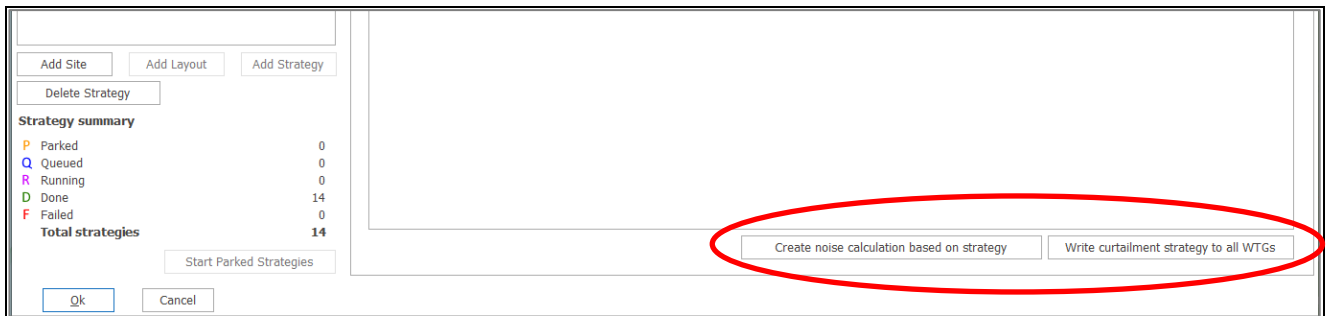 Add Site Add Layout Add Strategy
Delete Strategy
Strategy summary
P Parked 0
Q Queued 0
R Running 0
D Done 14
F Failed 0
Total strategies 14
Start Parked Strategies
Create noise calculation based on strategy Write curtailment strategy to all WTGs
Ok Cancel